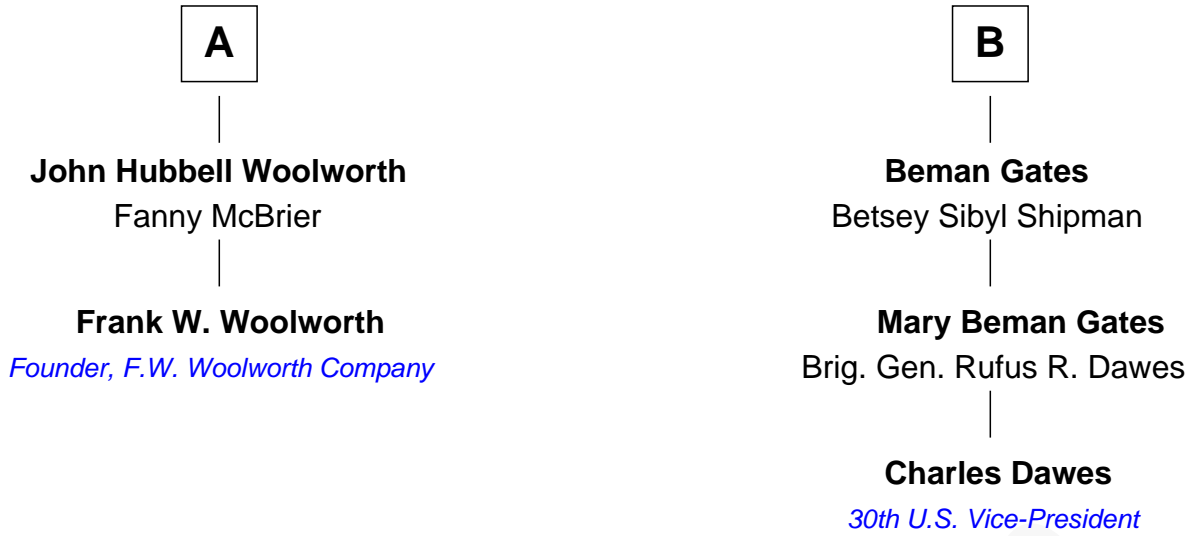 A
John Hubbell Woolworth
Fanny McBrier
Frank W. Woolworth
Founder, F.W. Woolworth Company
B
Beman Gates
Betsey Sibyl Shipman
Mary Beman Gates
Brig. Gen. Rufus R. Dawes
Charles Dawes
30th U.S. Vice-President